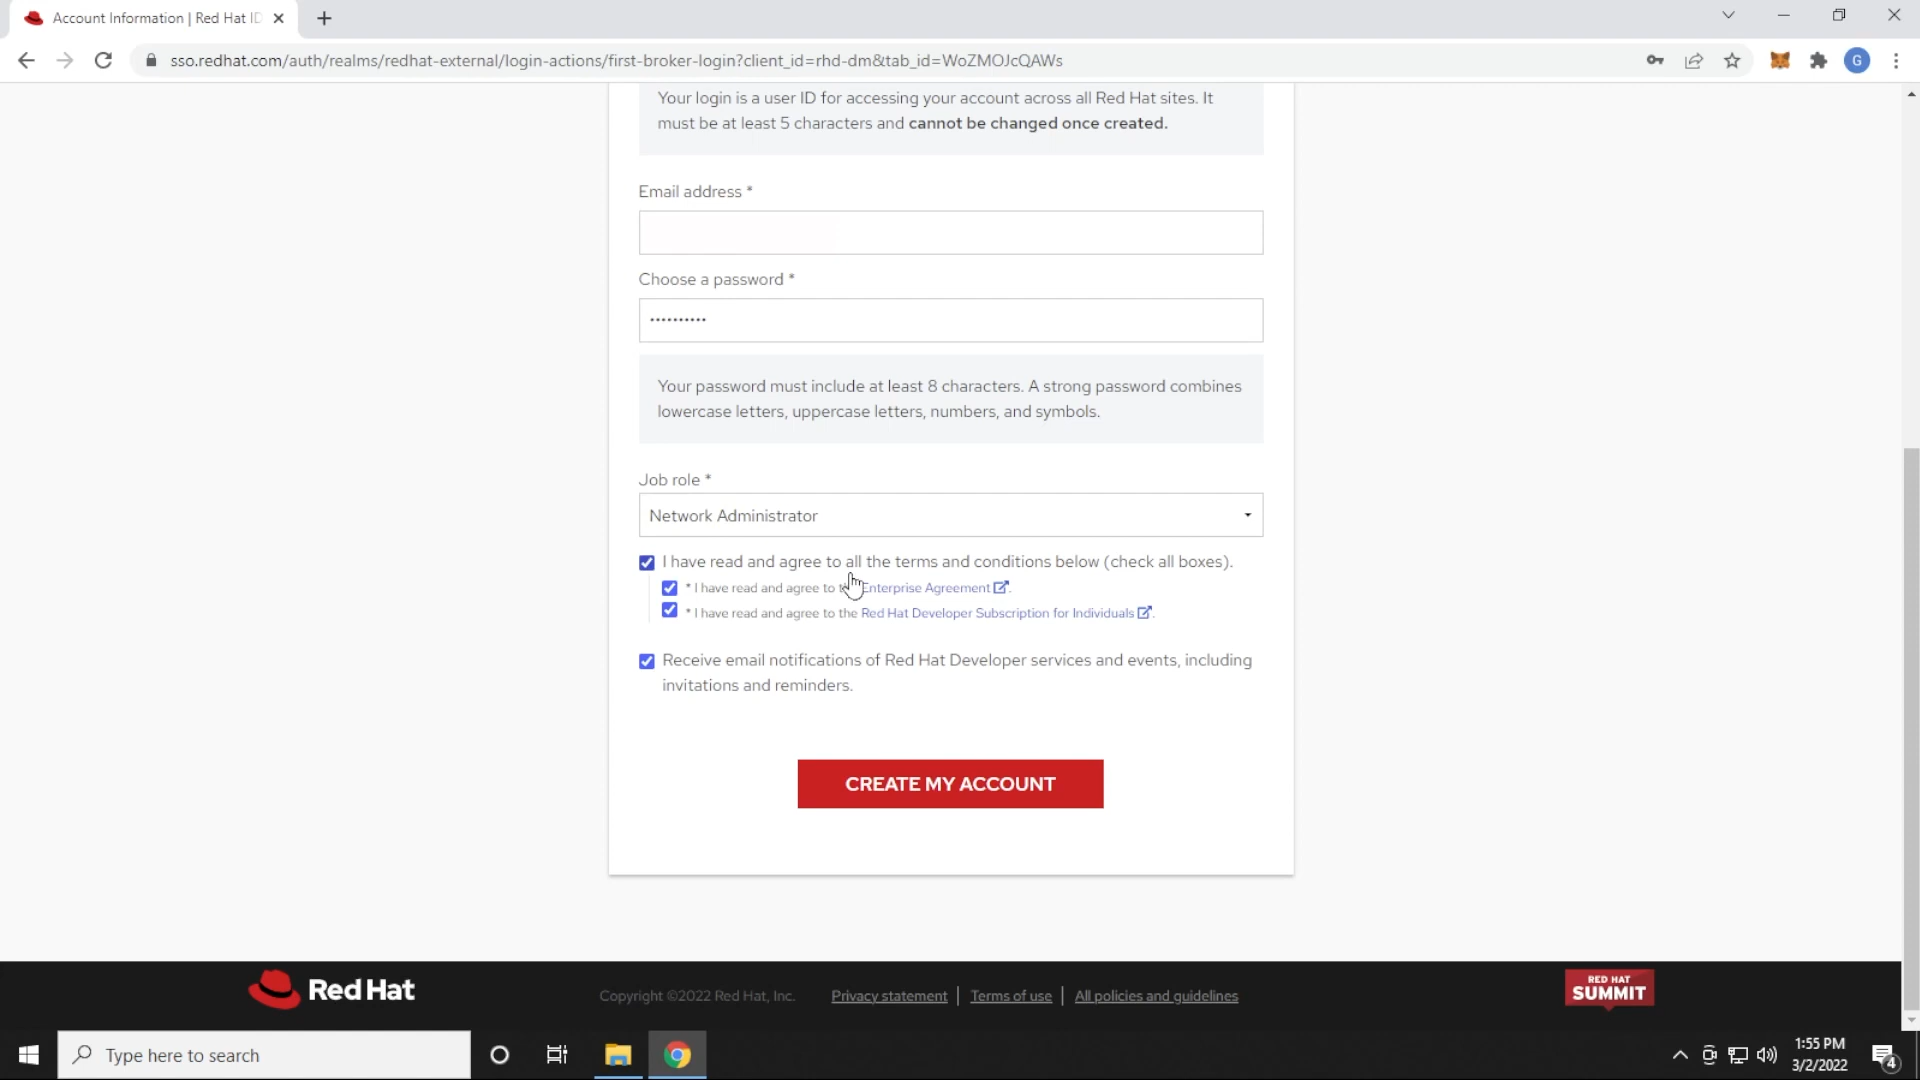 Account Information | Red Hat ID
sso.redhat.com/auth/realms/redhat-external/login-actions/first-broker-login?client_id=rhd-dm&tab_id=WoZMOJcQAWs
G
Your login is a user ID for accessing your account across all Red Hat sites. It
must be at least 5 characters and cannot be changed once created.
Email address *
Choose a password *
••••••••••
Your password must include at least 8 characters. A strong password combines
lowercase letters, uppercase letters, numbers, and symbols.
Job role *
Network Administrator
I have read and agree to all the terms and conditions below (check all boxes).
* I have read and agree to Enterprise Agreement.
* I have read and agree to the Red Hat Developer Subscription for Individuals.
Receive email notifications of Red Hat Developer services and events, including
invitations and reminders.
CREATE MY ACCOUNT
Red Hat
Copyright ©2022 Red Hat, Inc.
Privacy statement | Terms of use | All policies and guidelines
RED HAT
SUMMIT
Type here to search
1:55 PM
3/2/2022
4